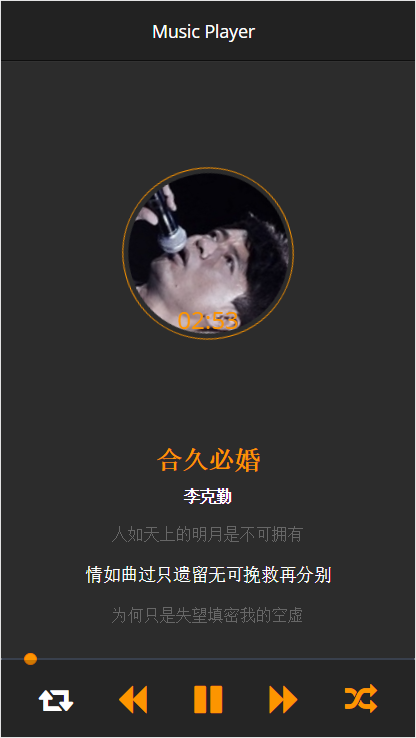 Music Player
02:53
合久必婚
李克勤
人如天上的明月是不可拥有
情如曲过只遗留无可挽救再分别
为何只是失望填密我的空虚